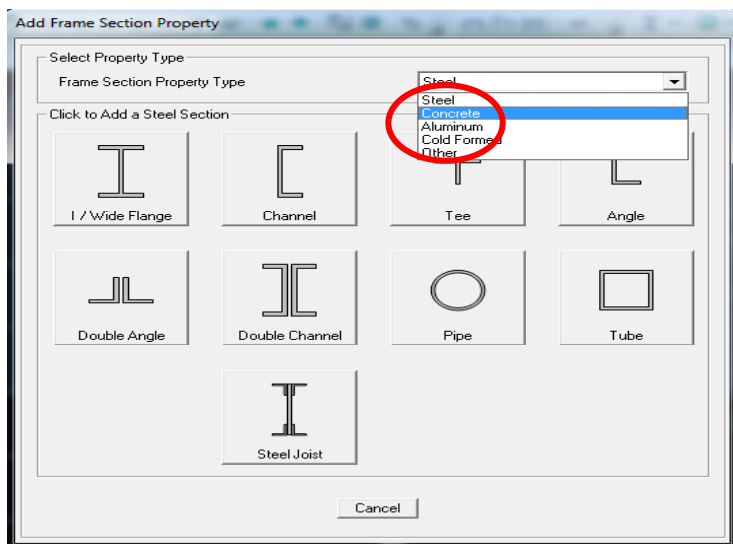 Add Frame Section Property
Select Property Type
Frame Section Property Type
Steel
Steel
Concrete
Aluminum
Cold Formed
Other
Click to Add a Steel Section
I / Wide Flange
Channel
Tee
Angle
Double Angle
Double Channel
Pipe
Tube
Steel Joist
Cancel